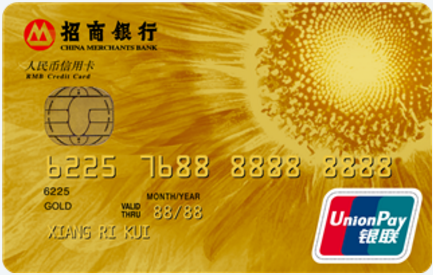 招商银行
CHINA MERCHANTS BANK
人民币信用卡
RMB Credit Card
6225 7688 8888 8888
6225
MONTH/YEAR
GOLD
VALID THRU 88/88
XIANG RI KUI
UnionPay
银联